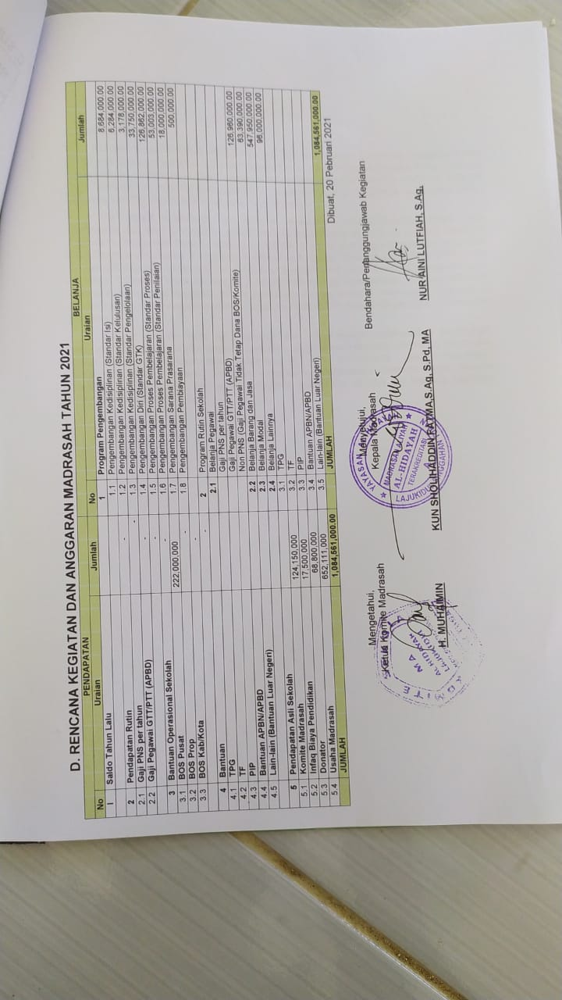 D. RENCANA KEGIATAN DAN ANGGARAN MADRASAH TAHUN 2021
PENDAPATAN
No Uraian Jumlah
I Saldo Tahun Lalu -
2 Pendapatan Rutin -
2.1 Gaji PNS per tahun -
2.2 Gaji Pegawai GTT/PTT (APBD) -
3 Bantuan Operasional Sekolah -
3.1 BOS Pusat 222,000,000
3.2 BOS Prop -
3.3 BOS Kab/Kota -
4 Bantuan
4.1 TPG
4.2 TF
4.3 PIP
4.4 Bantuan APBN/APBD
4.5 Lain-lain (Bantuan Luar Negeri)
5 Pendapatan Asli Sekolah
5.1 Komite Madrasah 124,150,000
5.2 Infaq Biaya Pendidikan 17,500,000
5.3 Donator 68,800,000
5.4 Usaha Madrasah 652,111,000
JUMLAH 1,084,561,000.00
BELANJA
No Uraian Jumlah
1 Program Pengembangan
1.1 Pengembangan Kedisiplinan (Standar Isi) 8,684,000.00
1.2 Pengembangan Kedisiplinan (Standar Kelulusan) 6,284,000.00
1.3 Pengembangan Kedisiplinan (Standar Pengelolaan) 3,178,000.00
1.4 Pengembangan Diri (Standar GTK) 33,750,000.00
1.5 Pengembangan Proses Pembelajaran (Standar Proses) 126,862,000.00
1.6 Pengembangan Proses Pembelajaran (Standar Penilaian) 53,003,000.00
1.7 Pengembangan Sarana Prasarana 18,000,000.00
1.8 Pengembangan Pembiayaan 500,000.00
2 Program Rutin Sekolah
2.1 Belanja Pegawai
Gaji PNS per tahun
Gaji Pegawai GTT/PTT (APBD)
Non PNS (Gaji Pegawai Tidak Tetap Dana BOS/Komite) 126,960,000.00
2.2 Belanja Barang dan Jasa 63,390,000.00
2.3 Belanja Modal 547,950,000.00
2.4 Belanja Lainnya 96,000,000.00
3.1 TPG
3.2 TF
3.3 PIP
3.4 Bantuan APBN/APBD
3.5 Lain-lain (Bantuan Luar Negeri)
JUMLAH 1,084,561,000.00
Dibuat, 20 Pebruari 2021
Mengetahui,
Ketua Komite Madrasah
H. MUHAIMIN
Menyetujui,
Kepala Madrasah
YAYASAN
MADRASAH ALIYAH
AL-HIDAYAH
TERAKREDITASI
LAJUKIDUL
KUN SHOLIHADDIN FATMA,S.Ag, S.Pd, MA
Bendahara/Penanggungjawab Kegiatan
NUR AINI LUTFIAH, S.Ag.
MA
AL HIDAYAH